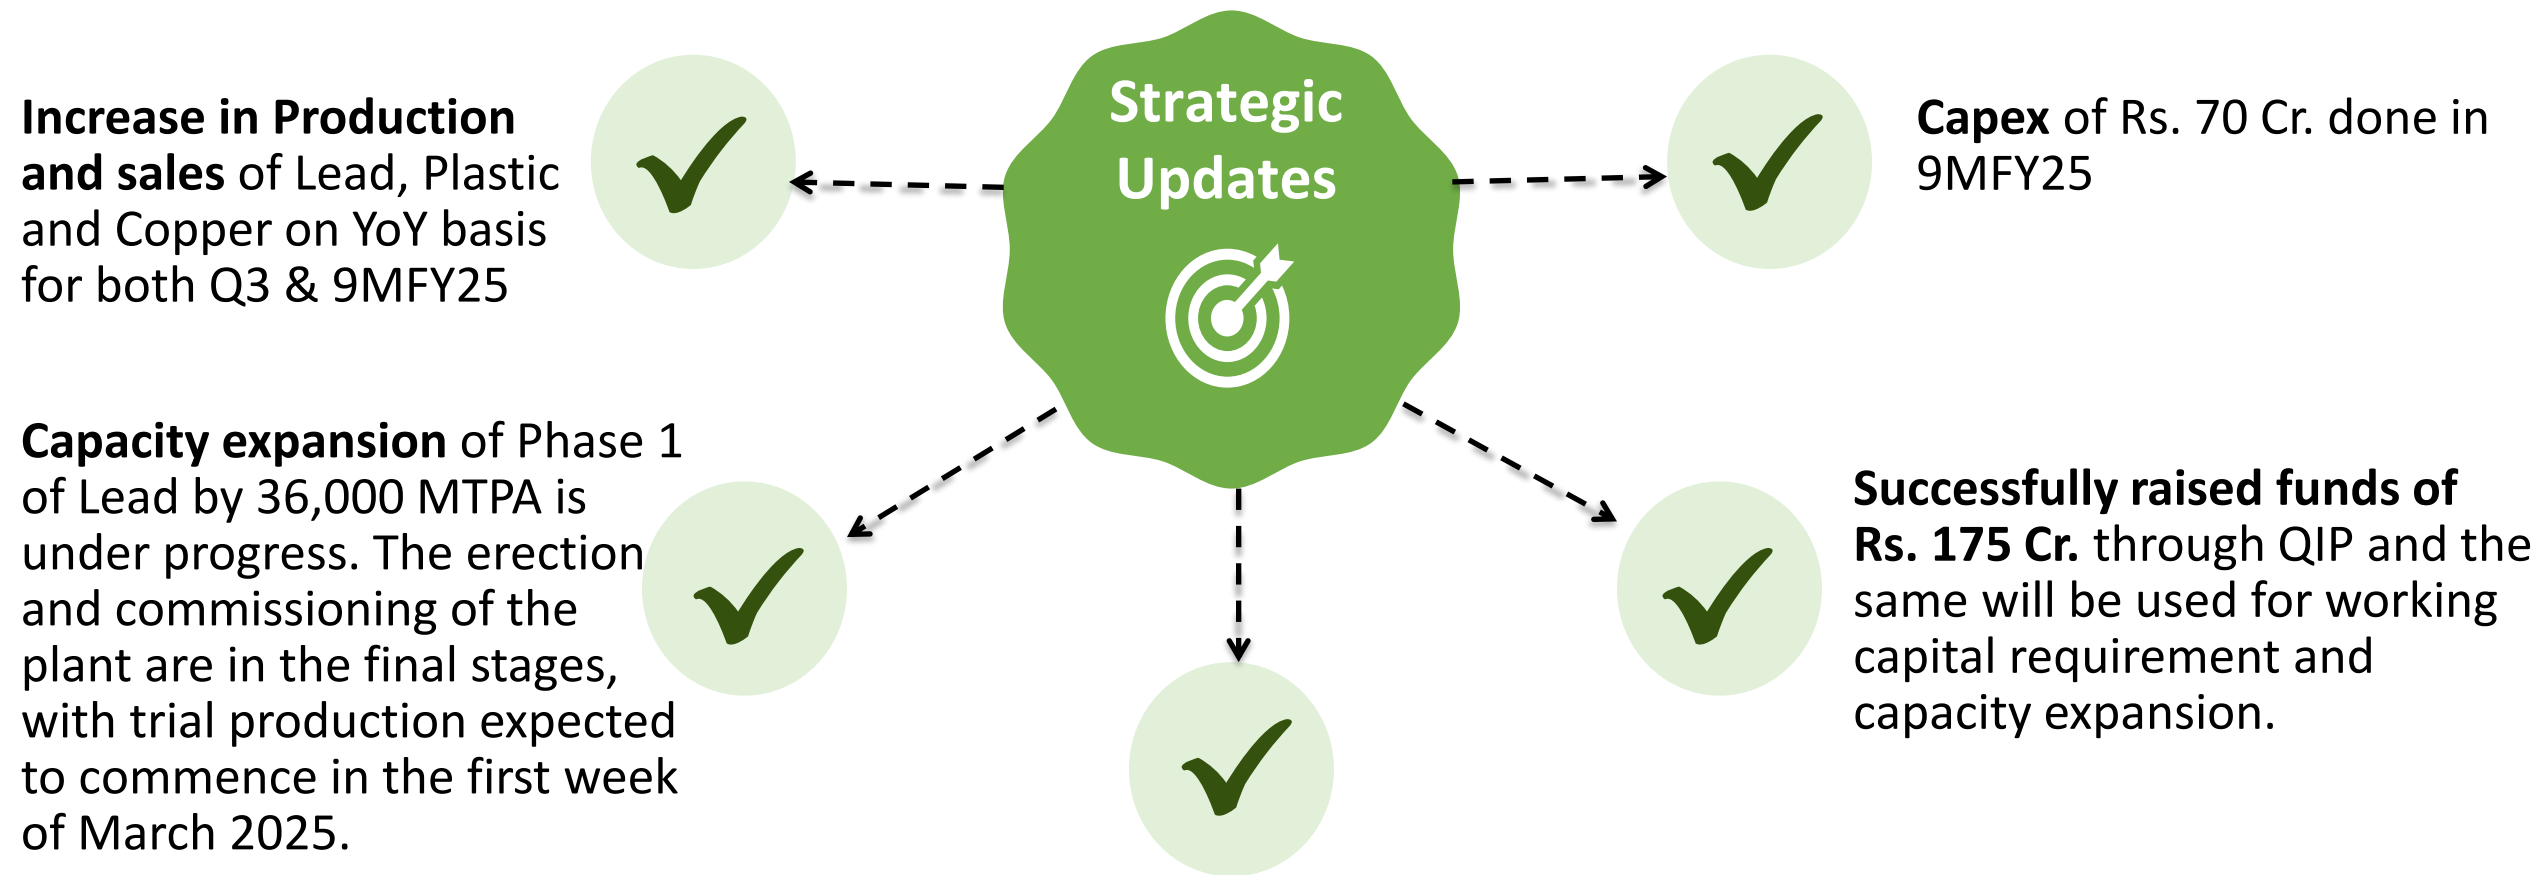 Strategic
Updates
Increase in Production
and sales of Lead, Plastic
and Copper on YoY basis
for both Q3 & 9MFY25
Capex of Rs. 70 Cr. done in
9MFY25
Capacity expansion of Phase 1
of Lead by 36,000 MTPA is
under progress. The erection
and commissioning of the
plant are in the final stages,
with trial production expected
to commence in the first week
of March 2025.
Successfully raised funds of
Rs. 175 Cr. through QIP and the
same will be used for working
capital requirement and
capacity expansion.